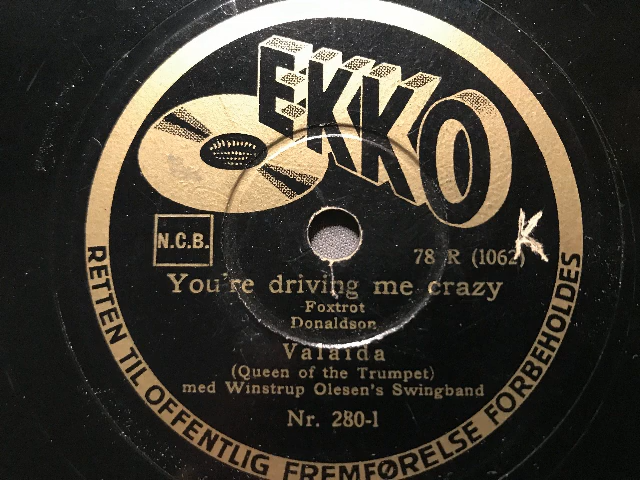 EKKO
N.C.B.
78 R (1062)
K
You're driving me crazy
Foxtrot
Donaldson
Valaida
(Queen of the Trumpet)
med Winstrup Olesen's Swingband
Nr. 280-1
RETTEN TIL OFFENTLIG FREMFØRELSE FORBEHOLDES